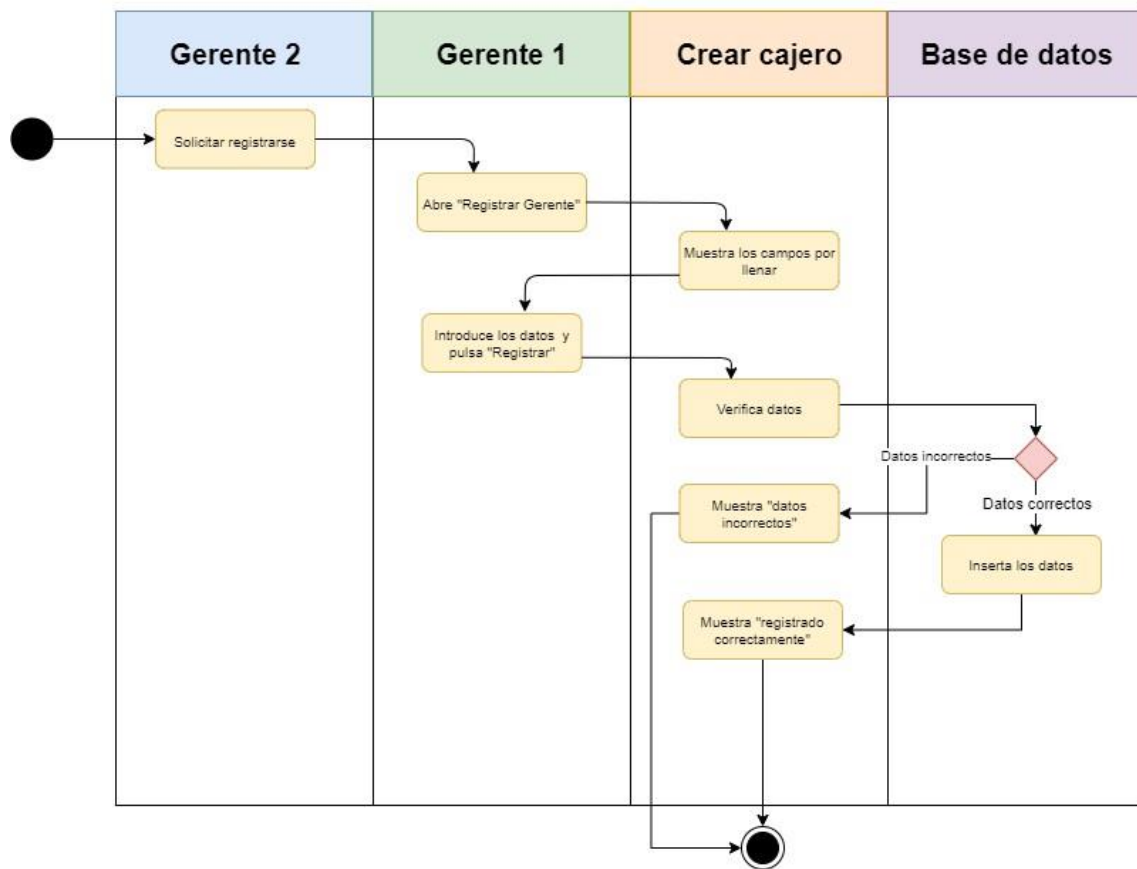 Gerente 2
Gerente 1
Crear cajero
Base de datos
Solicitar registrarse
Abre "Registrar Gerente"
Muestra los campos por
llenar
Introduce los datos y
pulsa "Registrar"
Verifica datos
Datos incorrectos
Muestra "datos
incorrectos"
Datos correctos
Inserta los datos
Muestra "registrado
correctamente"